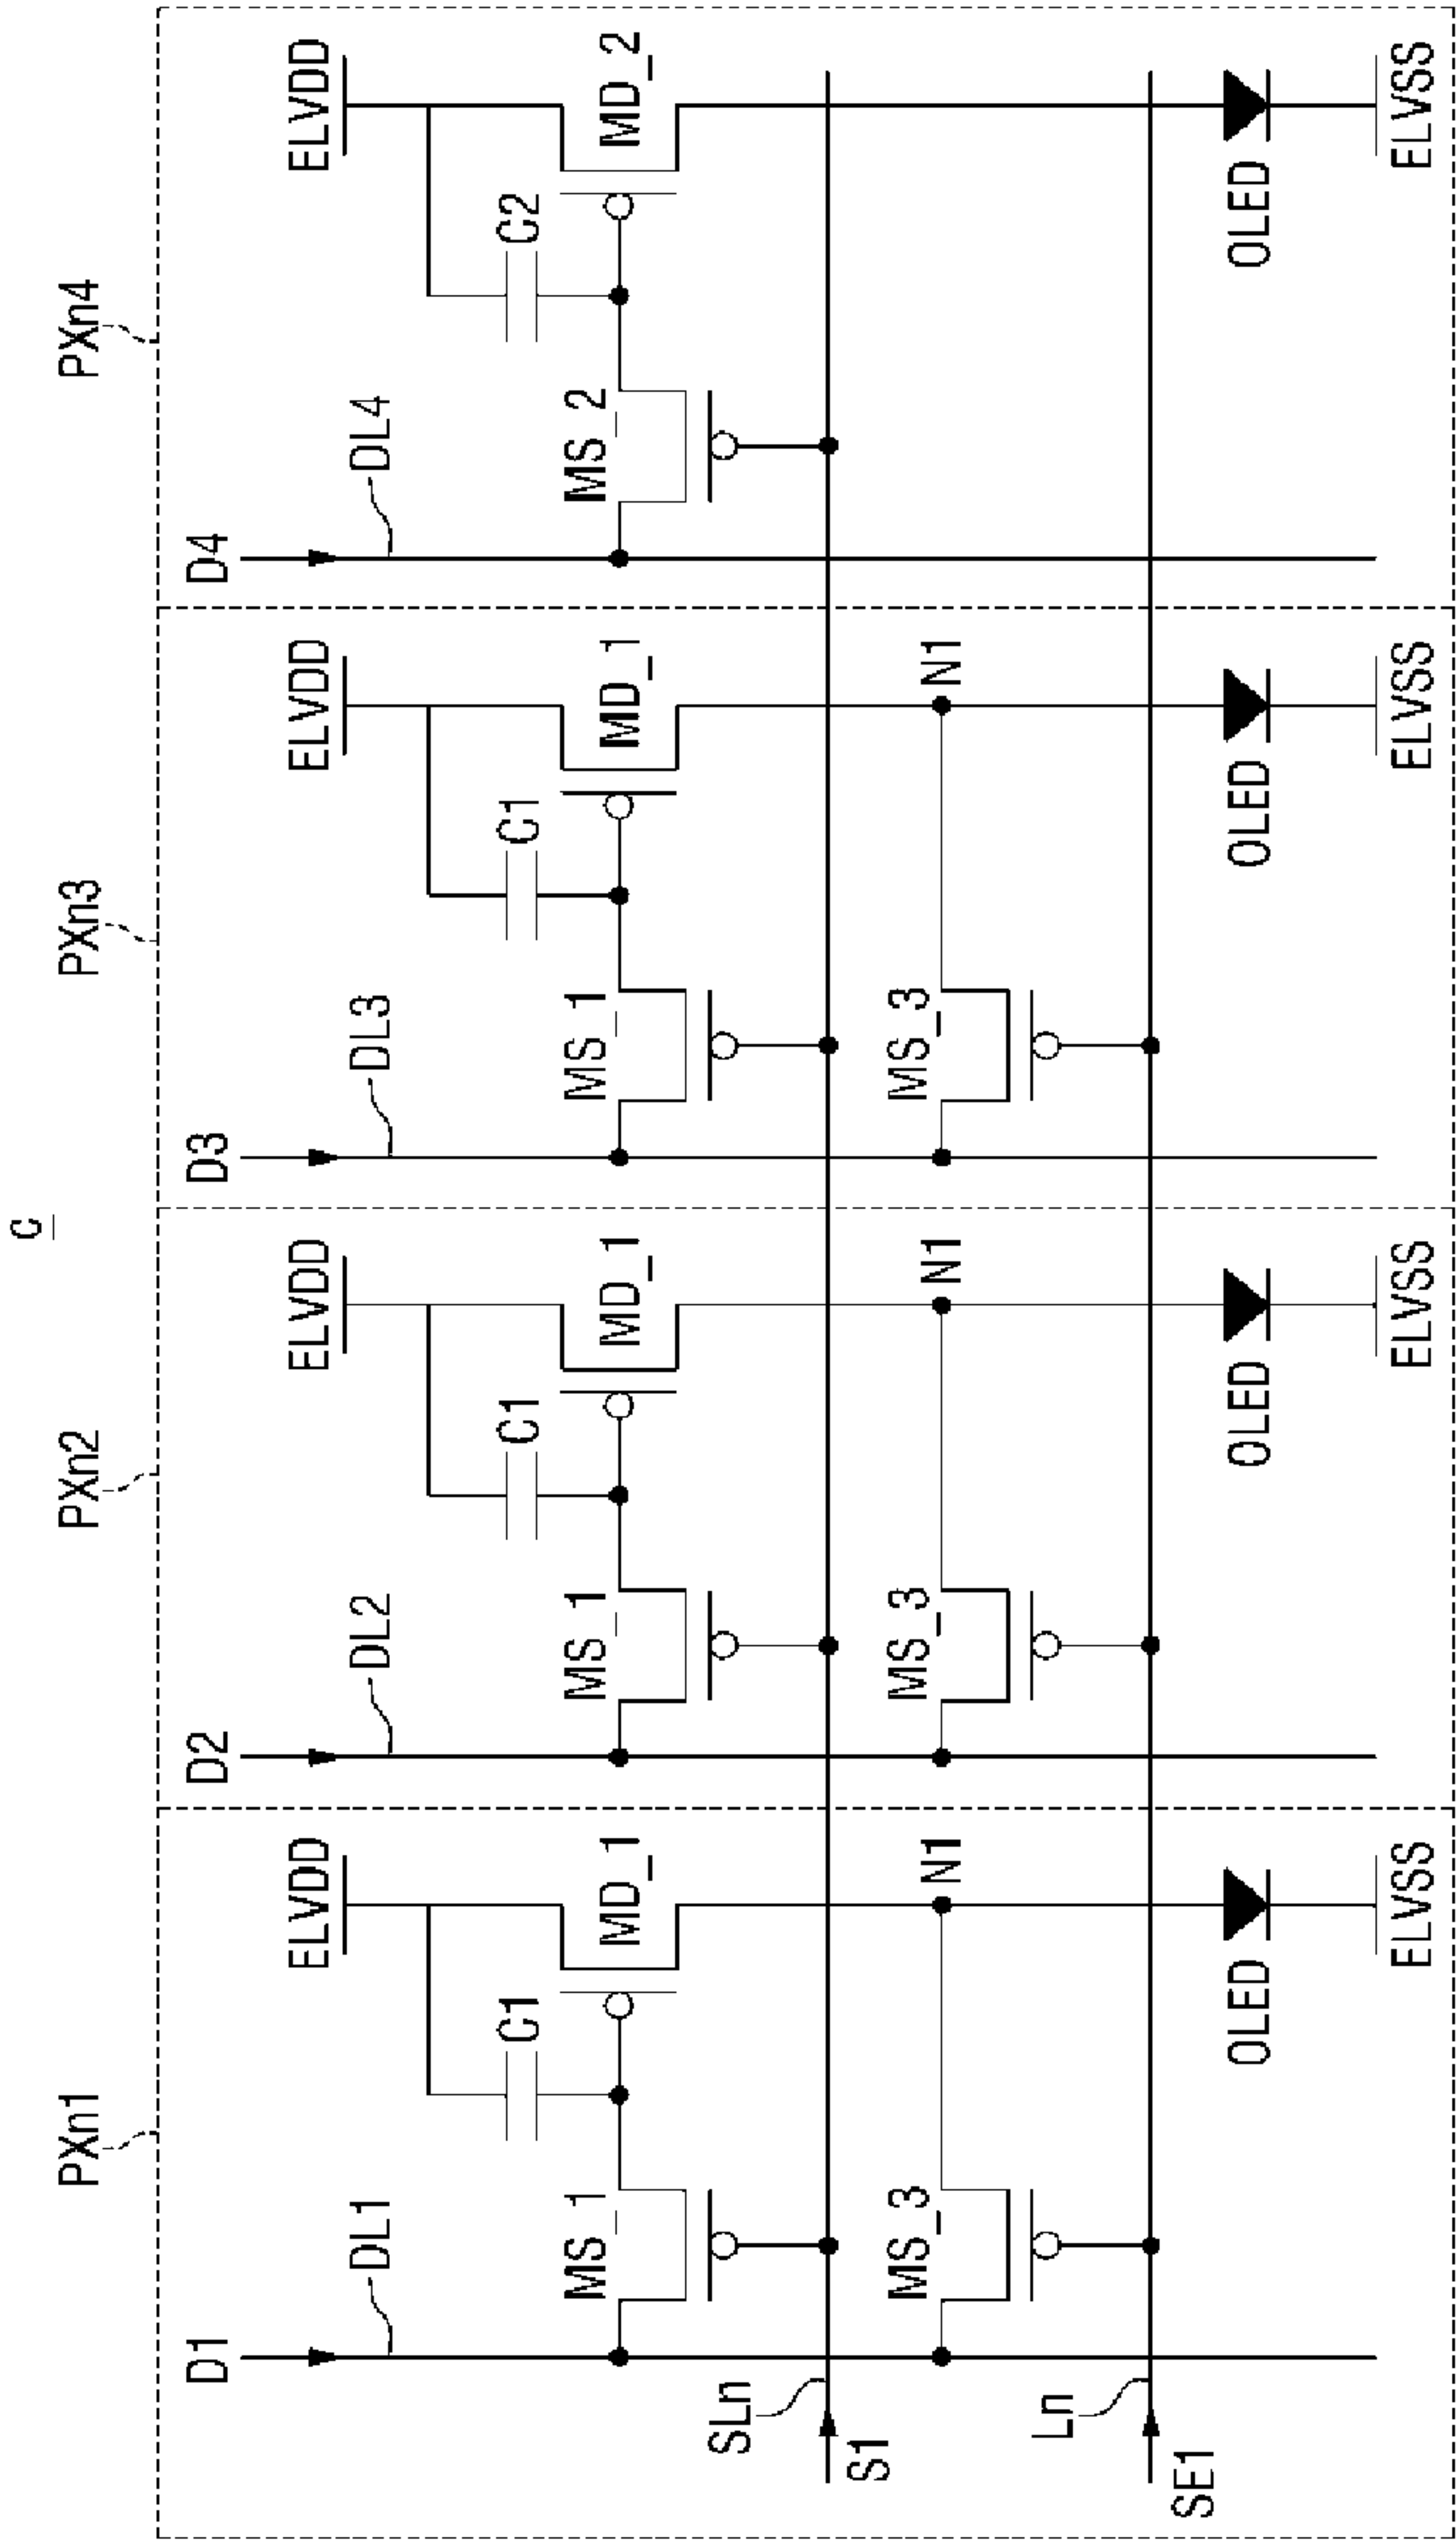 C
PXn1 PXn2 PXn3 PXn4
D1 D2 D3 D4
ELVDD ELVDD ELVDD ELVDD
DL1 DL2 DL3 DL4
C1 C1 C1 C2
MS_1 MD_1 MS_1 MD_1 MS_1 MD_1 MS_2 MD_2
SLn
S1
MS_3 N1 MS_3 N1 MS_3 N1
Ln
SE1
OLED OLED OLED OLED
ELVSS ELVSS ELVSS ELVSS